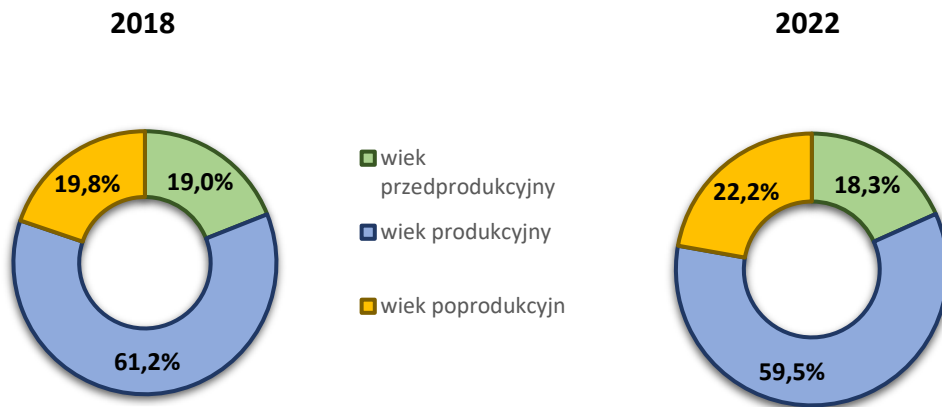 2018
2022
19,8%
19,0%
61,2%
wiek
przedprodukcyjny
wiek produkcyjny
wiek poprodukcyjn
22,2%
18,3%
59,5%